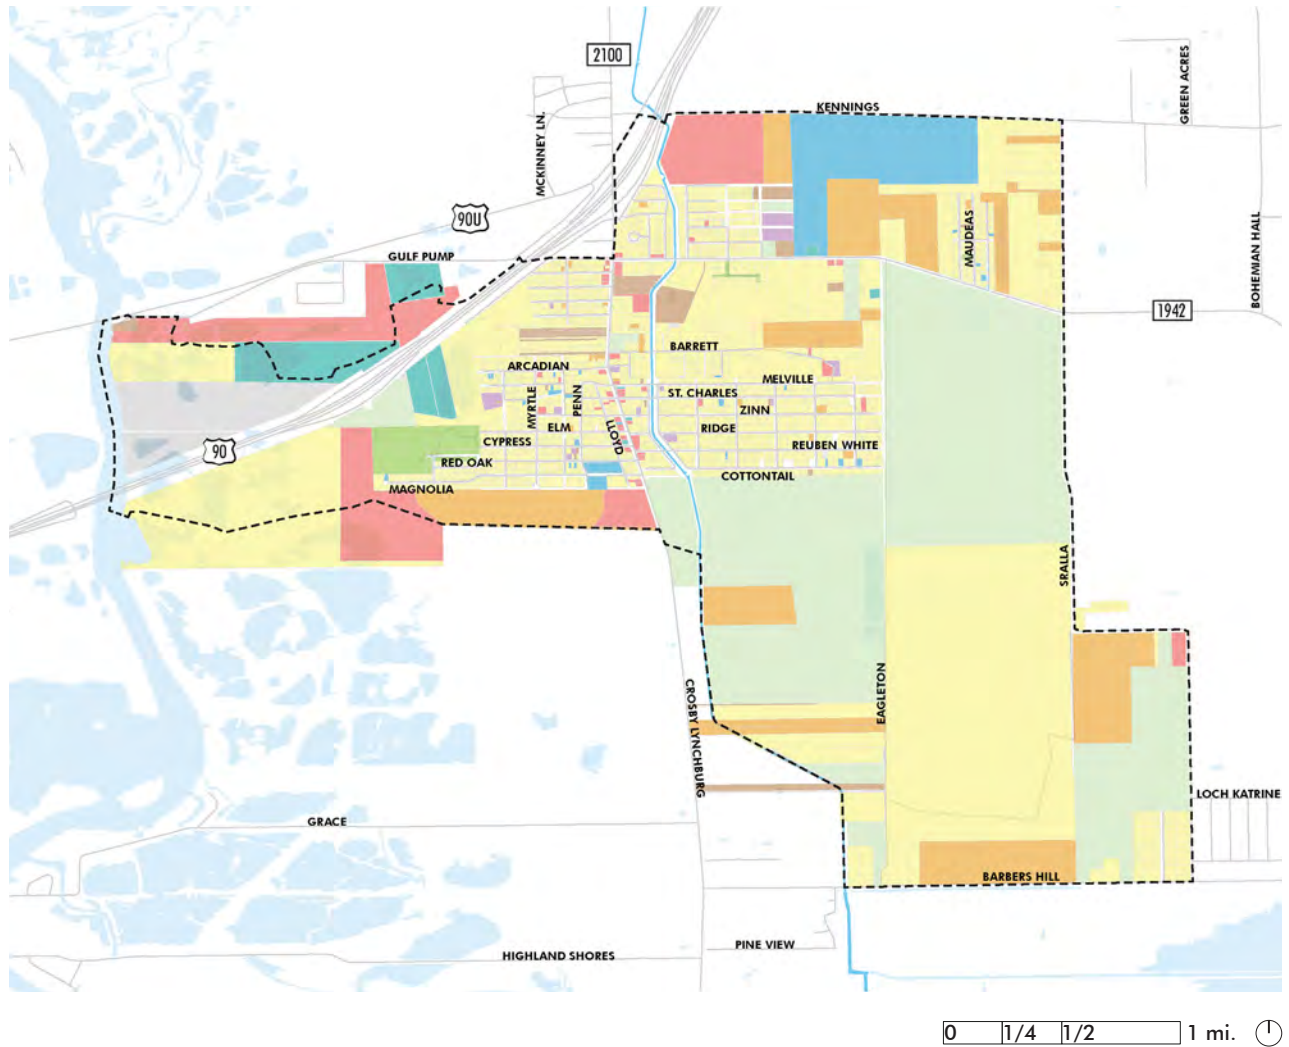 2100
KENNINGS
GREEN ACRES
MCKINNEY LN.
90U
BOHEMIAN HALL
MAUDEAS
GULF PUMP
1942
BARRETT
ARCADIAN
MELVILLE
MYRTLE
PENN
ST. CHARLES
ZINN
LLOYD
ELM
RIDGE
90
CYPRESS
REUBEN WHITE
RED OAK
COTTONTAIL
MAGNOLIA
SRALLA
EAGLETON
CROSBY LYNCHBURG
LOCH KATRINE
GRACE
BARBERS HILL
PINE VIEW
HIGHLAND SHORES
0 1/4 1/2 1 mi.